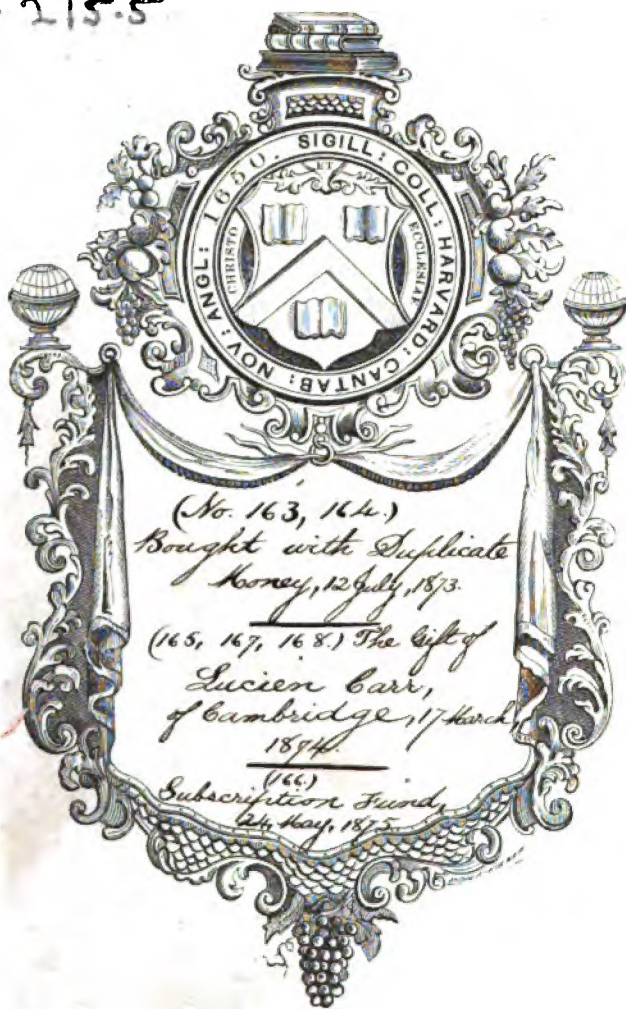 215.5
SIGILL: COLL: HARVARD: CANTAB: NOV: ANGL: 1650.
ET
CHRISTO
ECCLESIAE
(No. 163, 164.)
Bought with Duplicate
Money, 12 July, 1873.
(165, 167, 168.) The Gift of
Lucien Carr,
of Cambridge, 17 March
1874.
(166.)
Subscription Fund,
24 May, 1875.